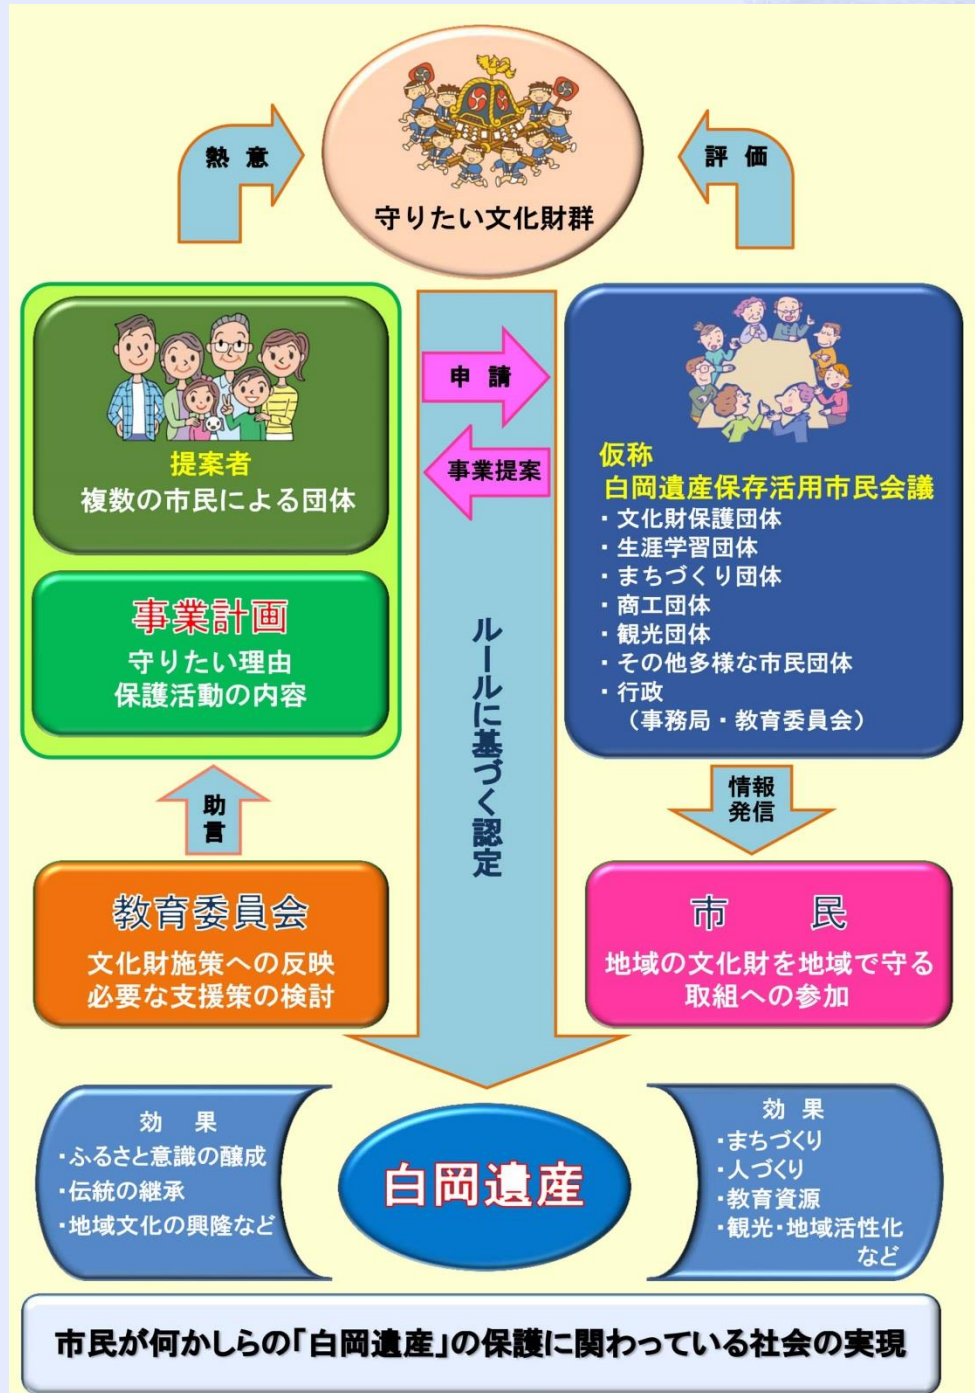 熱 意
評 価
守りたい文化財群
提案者
複数の市民による団体
事業計画
守りたい理由
保護活動の内容
申 請
事業提案
仮称
白岡遺産保存活用市民会議
・文化財保護団体
・生涯学習団体
・まちづくり団体
・商工団体
・観光団体
・その他多様な市民団体
・行政
（事務局・教育委員会）
ルールに基づく認定
助
言
情報
発信
教育委員会
文化財施策への反映
必要な支援策の検討
市 民
地域の文化財を地域で守る
取組への参加
効 果
・ふるさと意識の醸成
・伝統の継承
・地域文化の興隆など
白岡遺産
効 果
・まちづくり
・人づくり
・教育資源
・観光・地域活性化
など
市民が何かしらの「白岡遺産」の保護に関わっている社会の実現